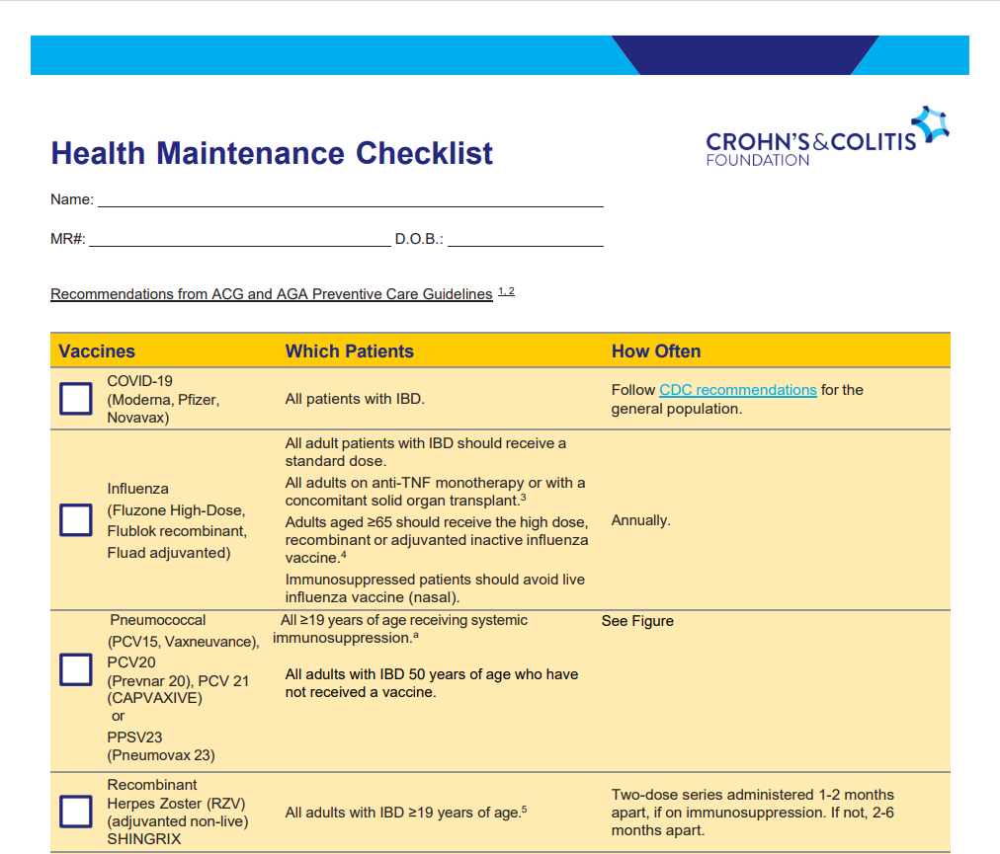 CROHN'S & COLITIS
FOUNDATION
Health Maintenance Checklist
Name:
MR#: D.O.B.:
Recommendations from ACG and AGA Preventive Care Guidelines 1, 2
Vaccines Which Patients How Often
COVID-19
(Moderna, Pfizer,
Novavax)
All patients with IBD.
Follow CDC recommendations for the
general population.
Influenza
(Fluzone High-Dose,
Flublok recombinant,
Fluad adjuvanted)
All adult patients with IBD should receive a
standard dose.
All adults on anti-TNF monotherapy or with a
concomitant solid organ transplant.3
Adults aged ≥65 should receive the high dose,
recombinant or adjuvanted inactive influenza
vaccine.4
Immunosuppressed patients should avoid live
influenza vaccine (nasal).
Annually.
Pneumococcal
(PCV15, Vaxneuvance),
PCV20
(Prevnar 20), PCV 21
(CAPVAXIVE)
or
PPSV23
(Pneumovax 23)
All ≥19 years of age receiving systemic
immunosuppression.a
All adults with IBD 50 years of age who have
not received a vaccine.
See Figure
Recombinant
Herpes Zoster (RZV)
(adjuvanted non-live)
SHINGRIX
All adults with IBD ≥19 years of age.5
Two-dose series administered 1-2 months
apart, if on immunosuppression. If not, 2-6
months apart.